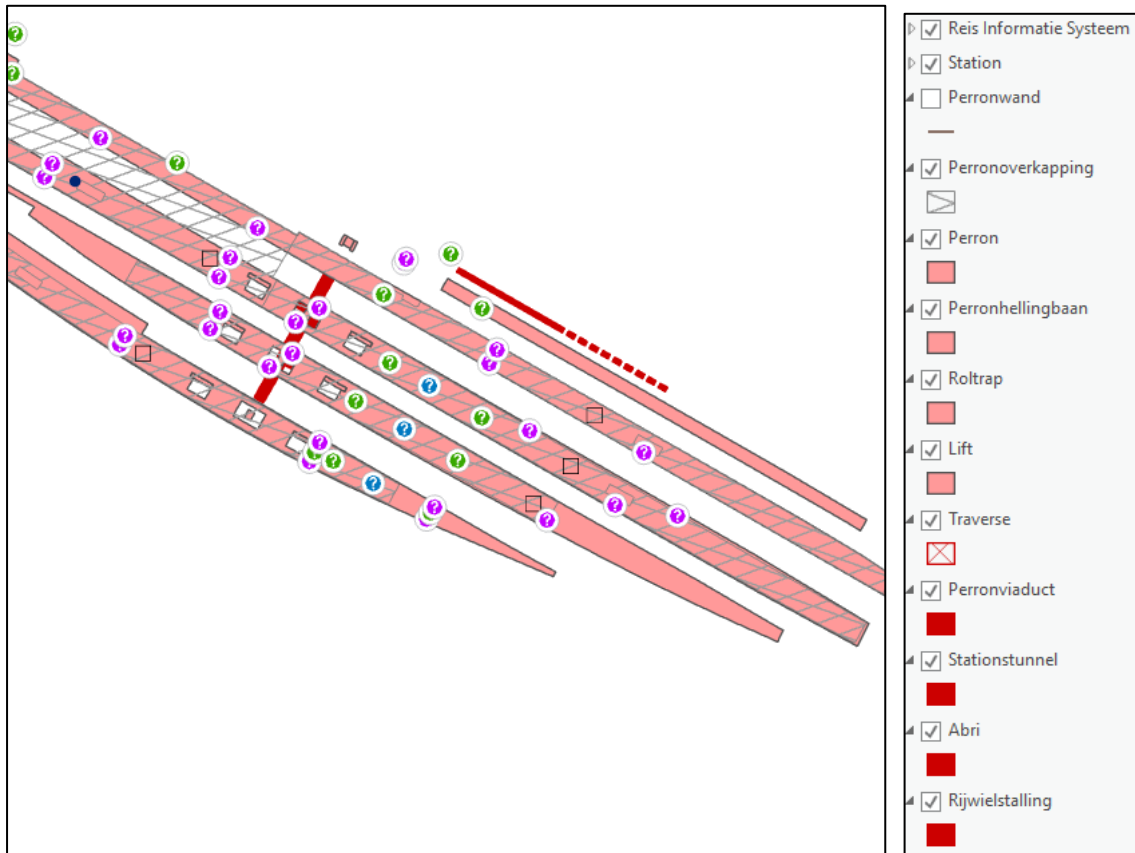 Reis Informatie Systeem
Station
Perronwand
Perronoverkapping
Perron
Perronhellingbaan
Roltrap
Lift
Traverse
Perronviaduct
Stationstunnel
Abri
Rijwielstalling